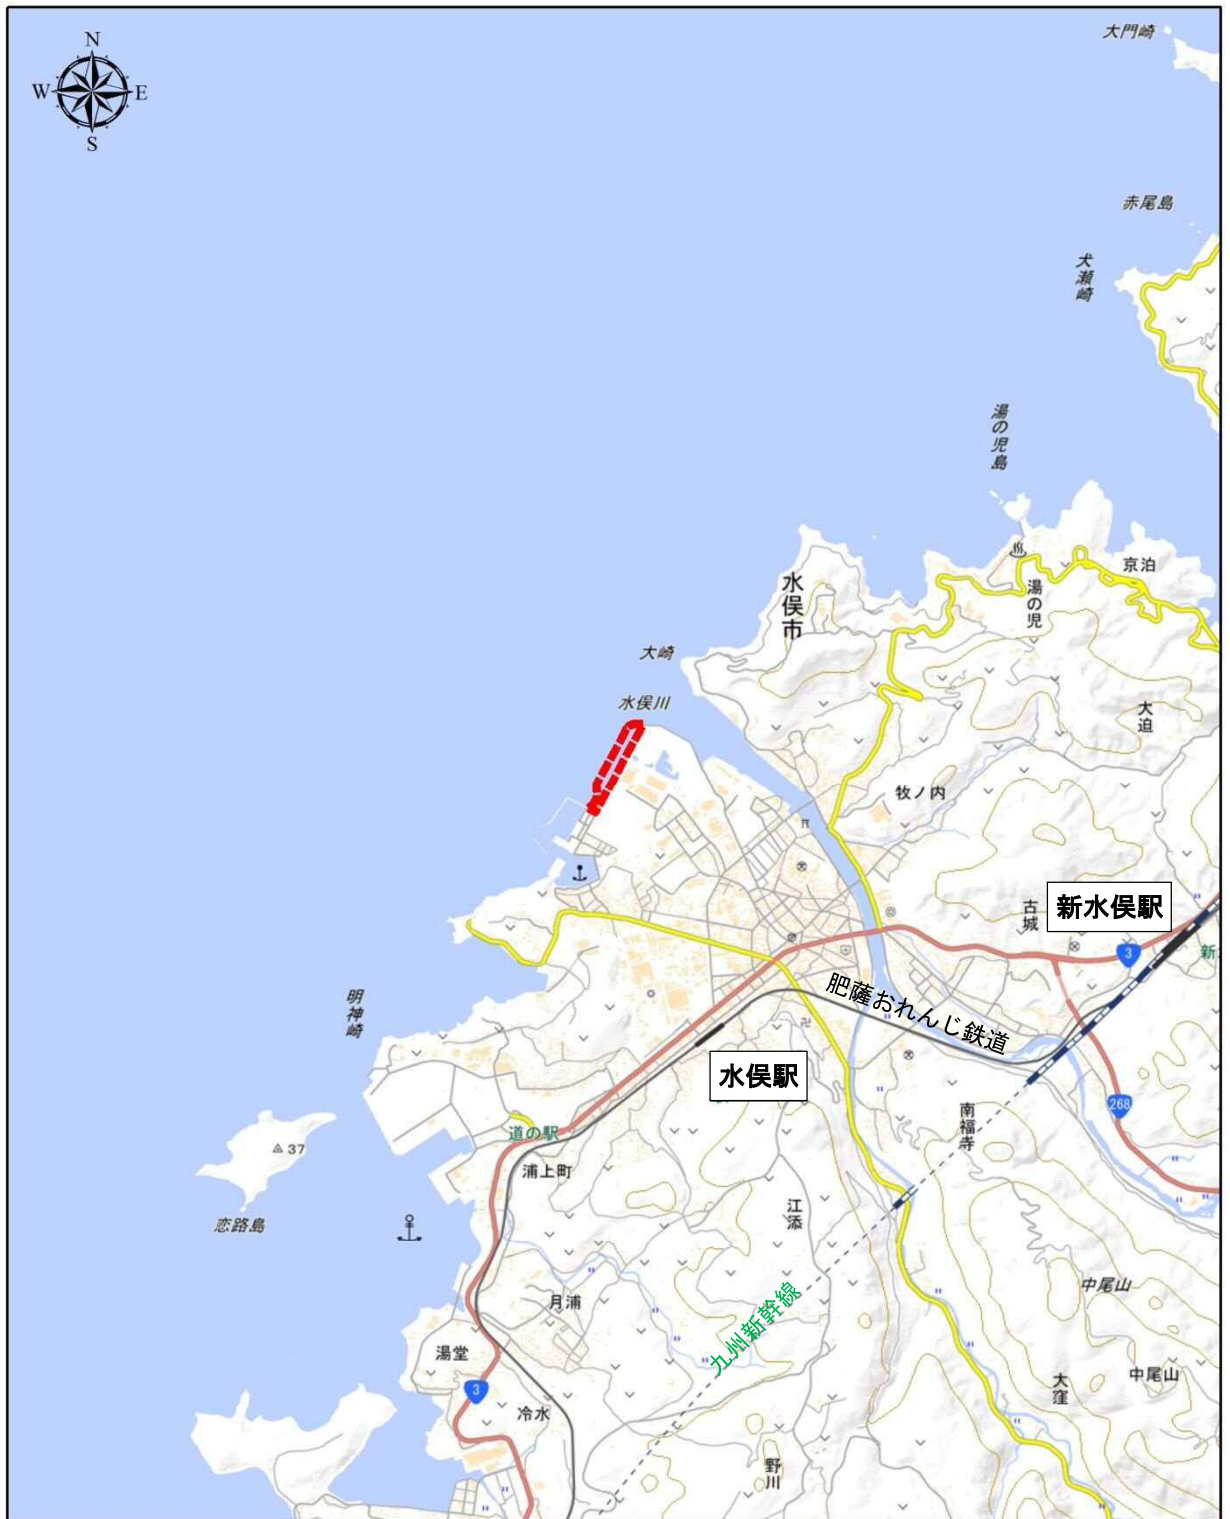 N
W
E
S
大門崎
赤尾島
犬瀬崎
湯の児島
京泊
湯の児
水俣市
大崎
水俣川
大迫
牧ノ内
古城
新水俣駅
3
新
肥薩おれんじ鉄道
明神崎
水俣駅
268
南福寺
道の駅
37
浦上町
江添
恋路島
中尾山
月浦
九州新幹線
湯堂
中尾山
大窪
3
冷水
野川